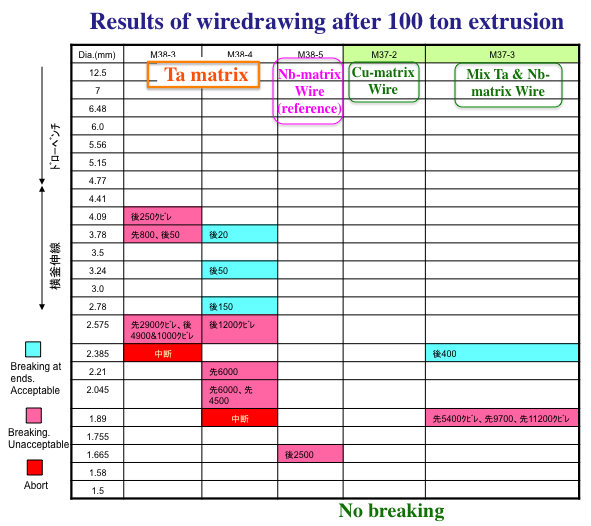 Results of wiredrawing after 100 ton extrusion
Dia.(mm) M38-3 M38-4 M38-5 M37-2 M37-3
Ta matrix
Nb-matrix
Wire
(reference)
Cu-matrix
Wire
Mix Ta & Nb-
matrix Wire
12.5
7
6.48
6.0
5.56
5.15
4.77
4.41
4.09 後250ｸﾋﾞﾚ
3.78 先800、後50 後20
3.5
3.24 後50
3.0
2.78 後150
2.575 先2900ｸﾋﾞﾚ、後 後1200ｸﾋﾞﾚ
4900&1000ｸﾋﾞﾚ
2.385 中断 後400
2.21 先6000
2.045 先6000、先
4500
1.89 中断 先5400ｸﾋﾞﾚ、先9700、先11200ｸﾋﾞﾚ
1.755
1.665 後2500
1.58
1.5
ﾄﾞﾛｰﾍﾞﾝﾁ
横釜伸線
Breaking at
ends.
Acceptable
Breaking.
Unacceptable
Abort
No breaking